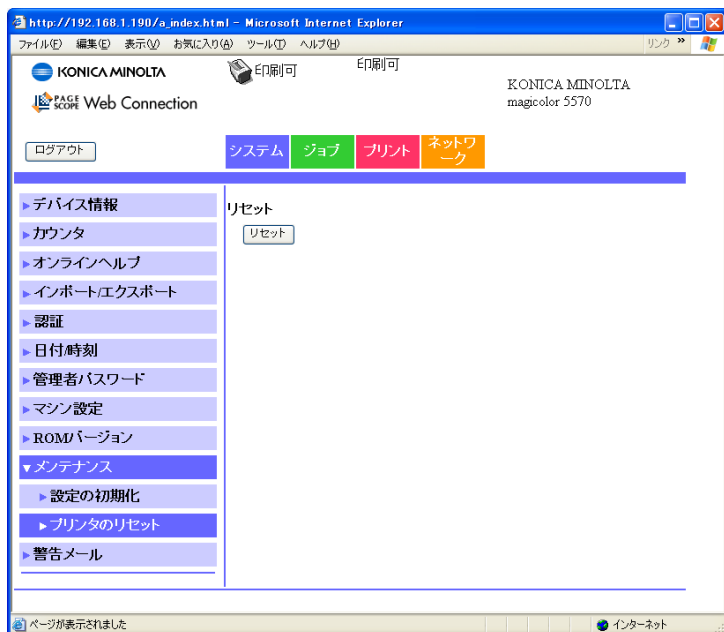 http://192.168.1.190/a_index.html - Microsoft Internet Explorer
ファイル(F) 編集(E) 表示(V) お気に入り(A) ツール(T) ヘルプ(H) リンク »
KONICA MINOLTA
印刷可
印刷可
KONICA MINOLTA
magicolor 5570
PAGE SCOPE Web Connection
ログアウト
システム
ジョブ
プリント
ネットワ
ーク
デバイス情報
カウンタ
オンラインヘルプ
インポート/エクスポート
認証
日付/時刻
管理者パスワード
マシン設定
ROMバージョン
メンテナンス
設定の初期化
プリンタのリセット
警告メール
リセット
リセット
ページが表示されました
インターネット